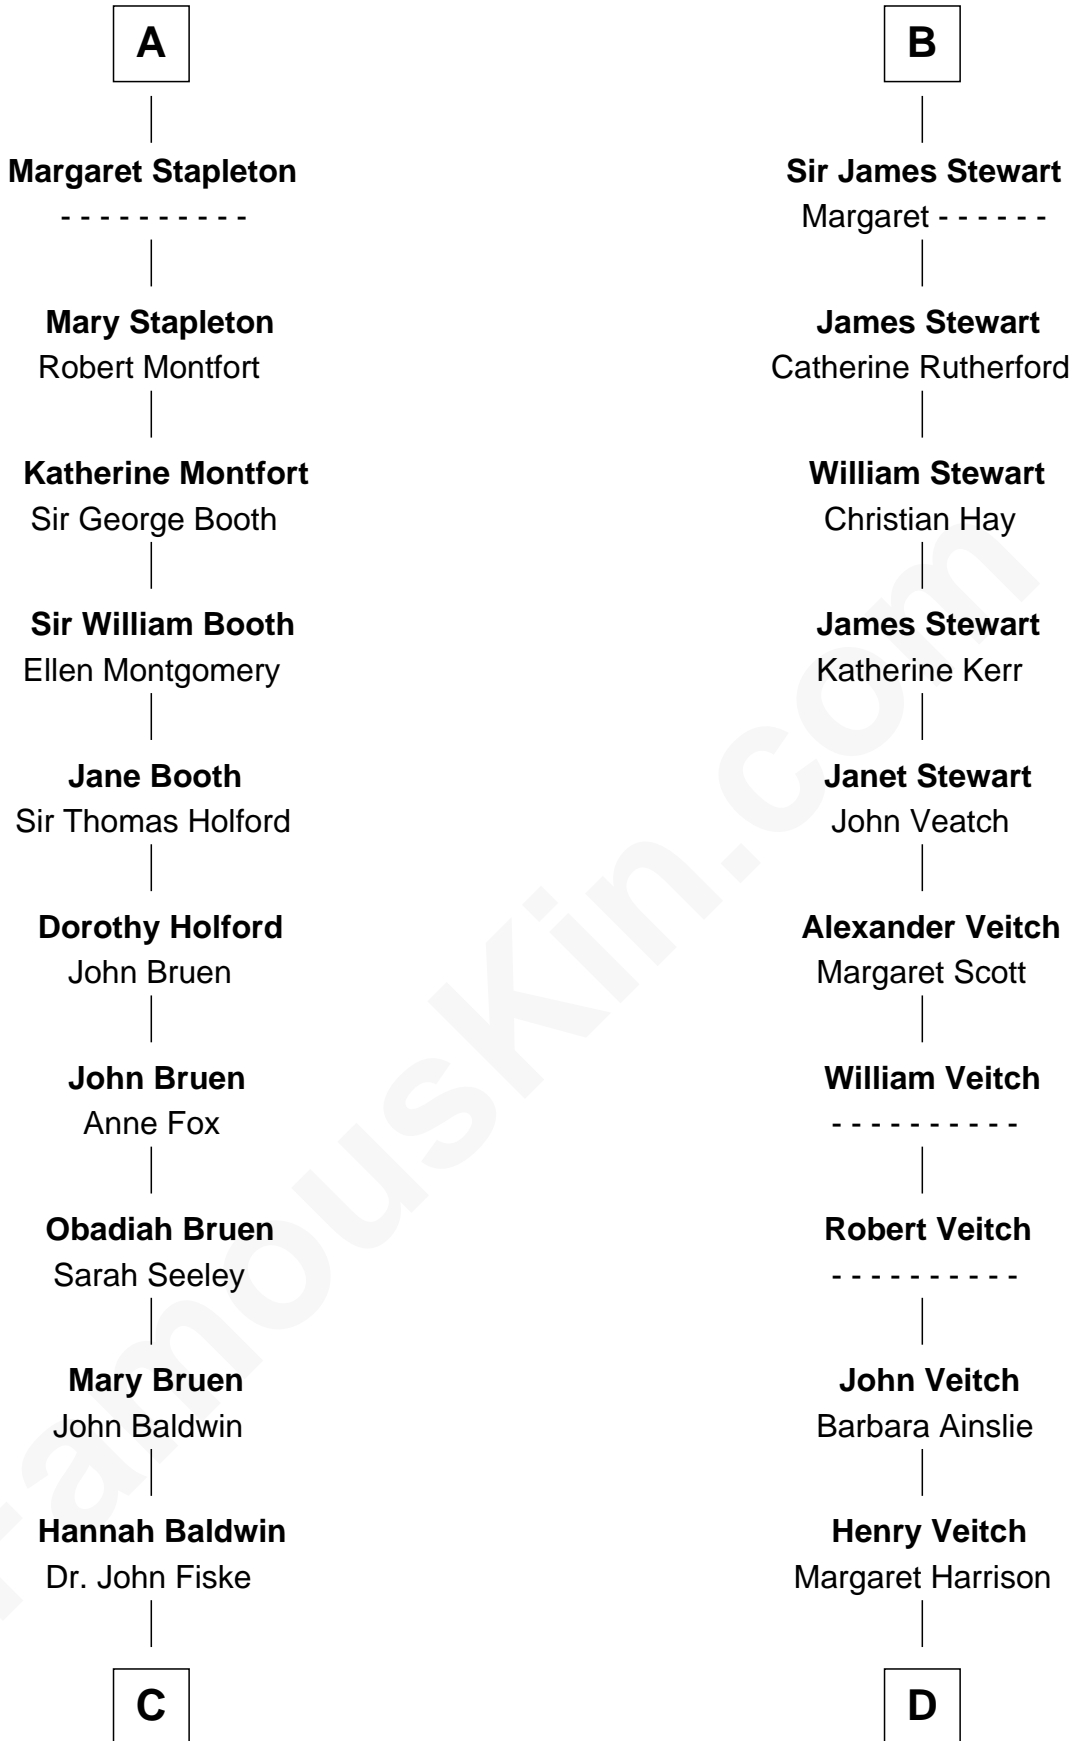 A
Margaret Stapleton
- - - - - - - - - -
Mary Stapleton
Robert Montfort
Katherine Montfort
Sir George Booth
Sir William Booth
Ellen Montgomery
Jane Booth
Sir Thomas Holford
Dorothy Holford
John Bruen
John Bruen
Anne Fox
Obadiah Bruen
Sarah Seeley
Mary Bruen
John Baldwin
Hannah Baldwin
Dr. John Fiske
C
B
Sir James Stewart
Margaret - - - - - -
James Stewart
Catherine Rutherford
William Stewart
Christian Hay
James Stewart
Katherine Kerr
Janet Stewart
John Veatch
Alexander Veitch
Margaret Scott
William Veitch
- - - - - - - - - -
Robert Veitch
- - - - - - - - - -
John Veitch
Barbara Ainslie
Henry Veitch
Margaret Harrison
D
FamousKin.com